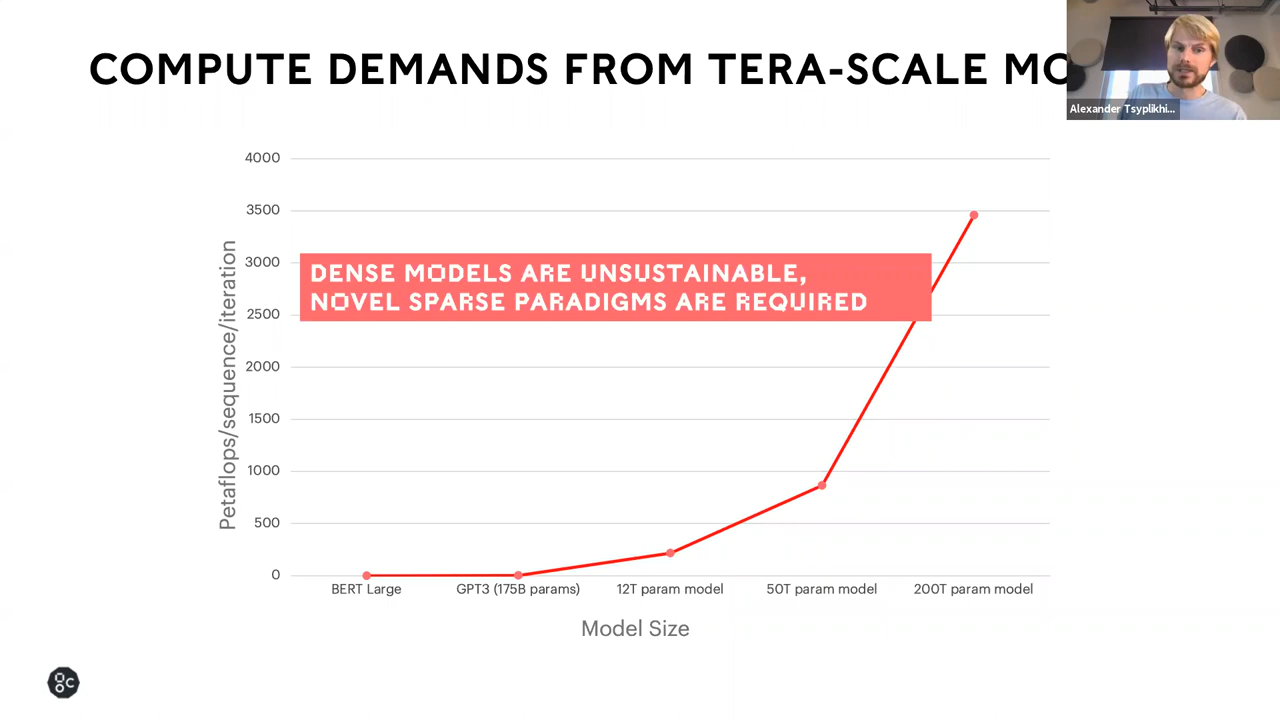 COMPUTE DEMANDS FROM TERA-SCALE MO
Alexander Tsyplikhi...
4000
3500
3000
2500
2000
1500
1000
500
0
Petaflops/sequence/iteration
DENSE MODELS ARE UNSUSTAINABLE,
NOVEL SPARSE PARADIGMS ARE REQUIRED
BERT Large
GPT3 (175B params)
12T param model
50T param model
200T param model
Model Size